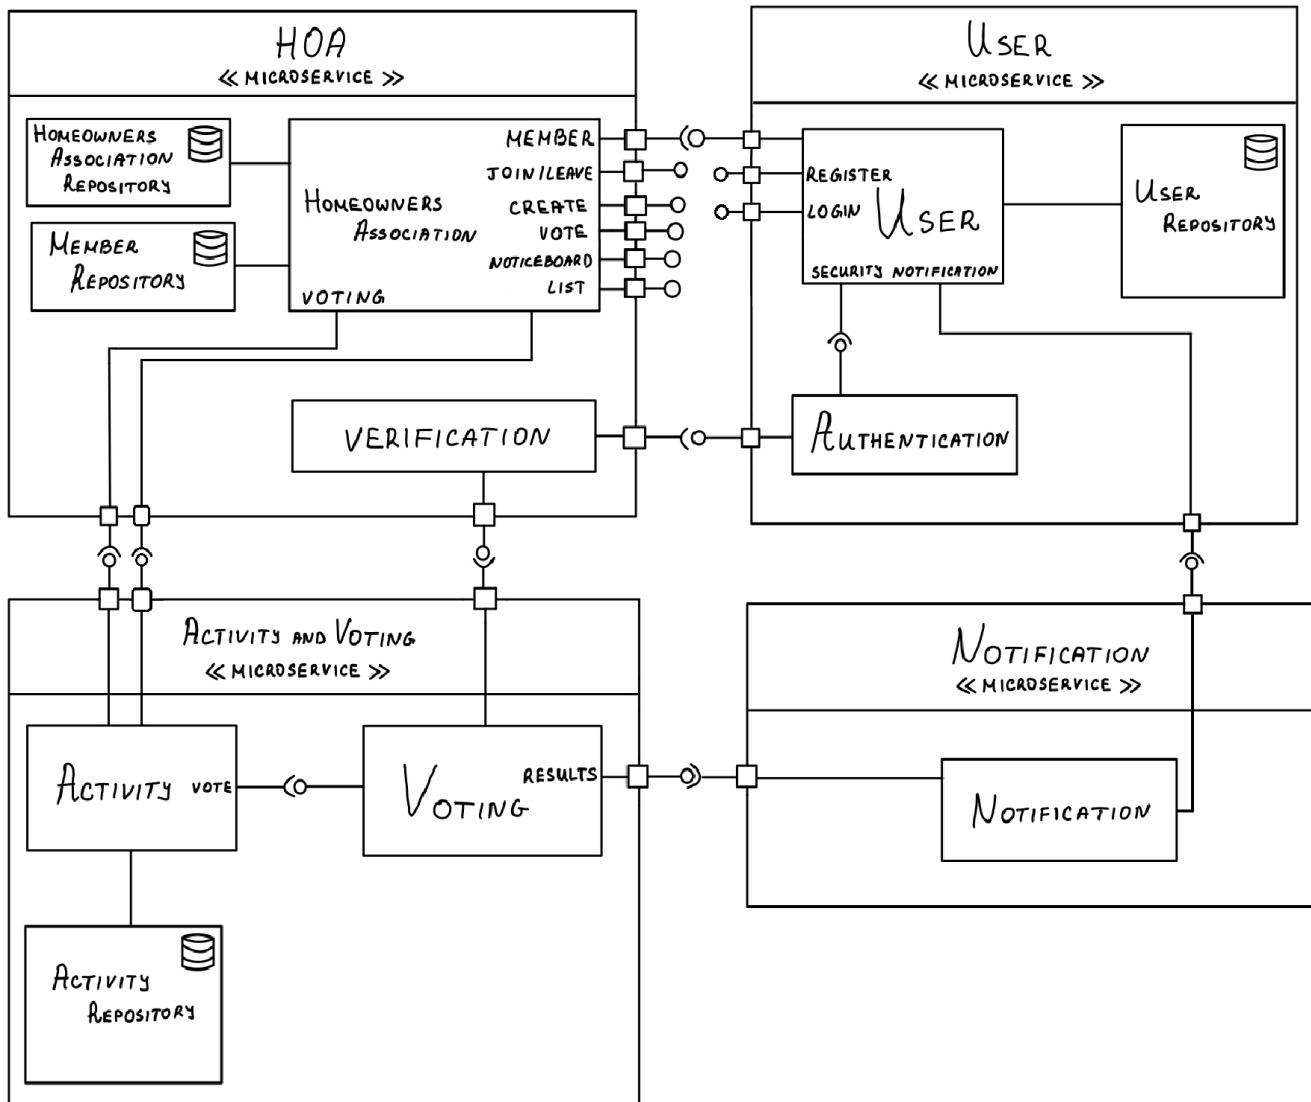 HOA
<< MICROSERVICE >>
HOMEOWNERS
ASSOCIATION
REPOSITORY
MEMBER
REPOSITORY
HOMEOWNERS
ASSOCIATION
MEMBER
JOIN/LEAVE
CREATE
VOTE
NOTICEBOARD
LIST
VOTING
VERIFICATION
USER
<< MICROSERVICE >>
REGISTER
LOGIN
USER
SECURITY NOTIFICATION
USER
REPOSITORY
AUTHENTICATION
ACTIVITY AND VOTING
<< MICROSERVICE >>
ACTIVITY VOTE
VOTING
RESULTS
ACTIVITY
REPOSITORY
NOTIFICATION
<< MICROSERVICE >>
NOTIFICATION